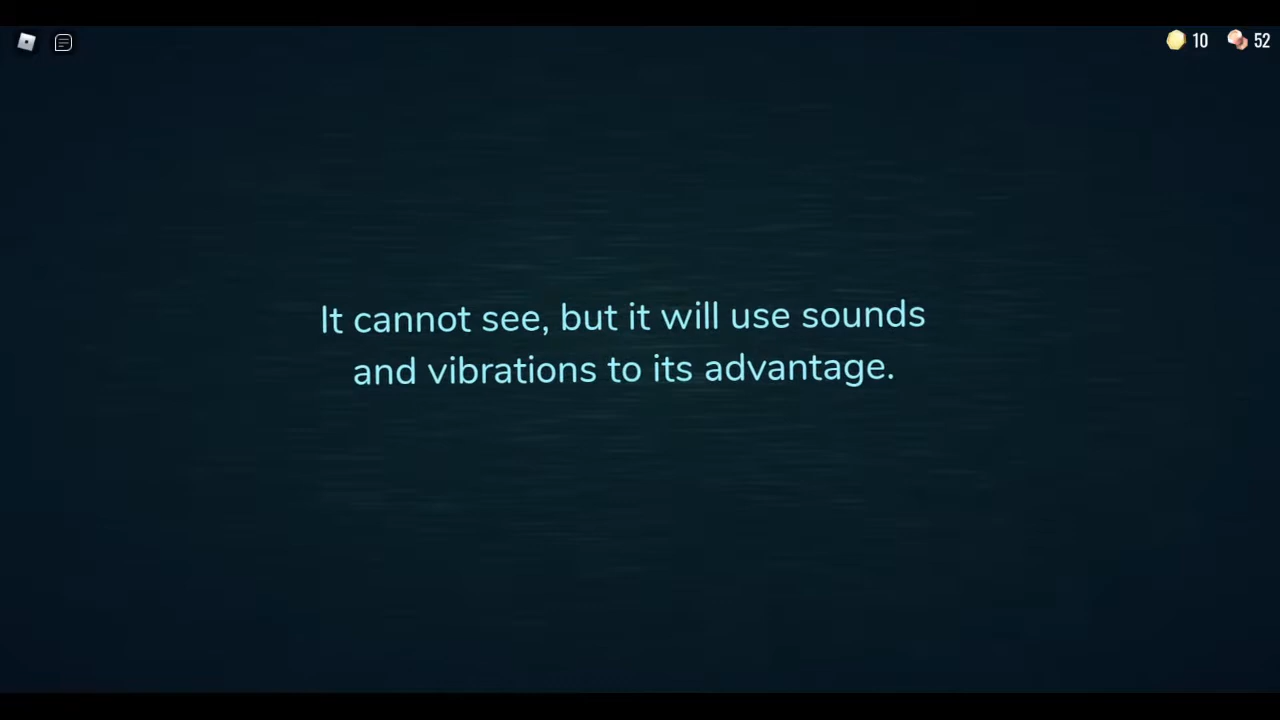 10 52
It cannot see, but it will use sounds
and vibrations to its advantage.